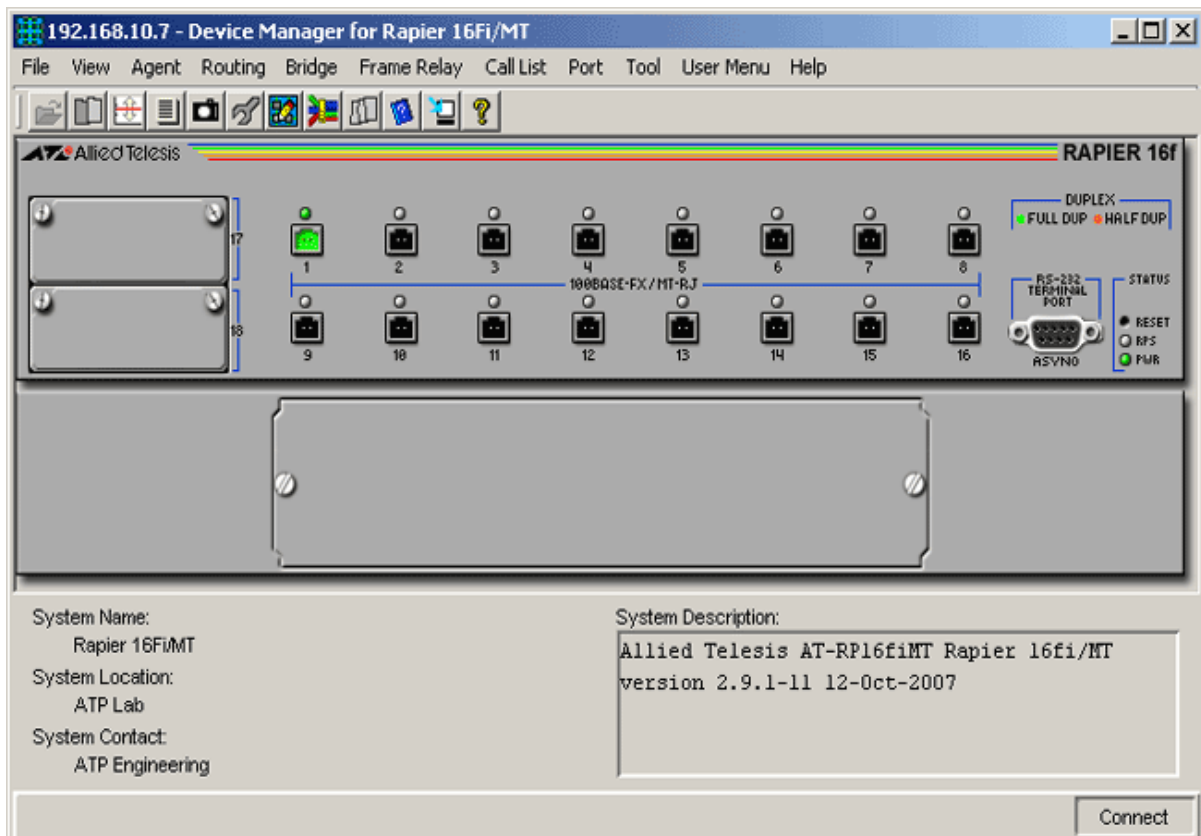 192.168.10.7 - Device Manager for Rapier 16Fi/MT
File View Agent Routing Bridge Frame Relay Call List Port Tool User Menu Help
Allied Telesis
RAPIER 16f
DUPLEX
FULL DUP HALF DUP
17
1 2 3 4 5 6 7 8
100BASE-FX/MT-RJ
RS-232
TERMINAL
PORT
STATUS
18
RESET
RPS
PWR
9 10 11 12 13 14 15 16
ASYN0
System Name:
Rapier 16Fi/MT
System Location:
ATP Lab
System Contact:
ATP Engineering
System Description:
Allied Telesis AT-RP16fiMT Rapier 16fi/MT
version 2.9.1-11 12-Oct-2007
Connect